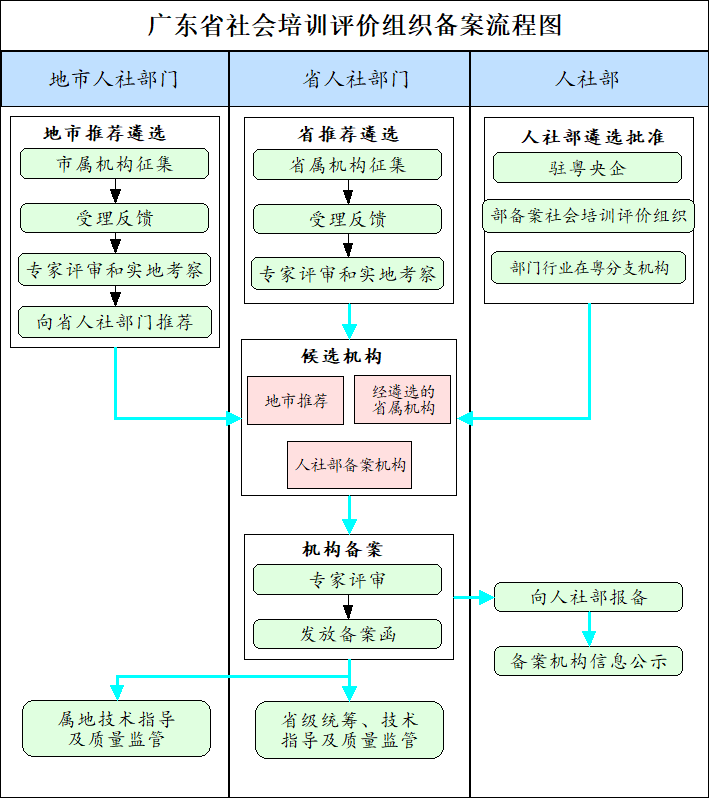 广东省社会培训评价组织备案流程图
地市人社部门
省人社部门
人社部
地市推荐遴选
市属机构征集
受理反馈
专家评审和实地考察
向省人社部门推荐
省推荐遴选
省属机构征集
受理反馈
专家评审和实地考察
人社部遴选批准
驻粤央企
部备案社会培训评价组织
部门行业在粤分支机构
候选机构
地市推荐
经遴选的
省属机构
人社部备案机构
机构备案
专家评审
发放备案函
向人社部报备
备案机构信息公示
属地技术指导
及质量监管
省级统筹、技术
指导及质量监管